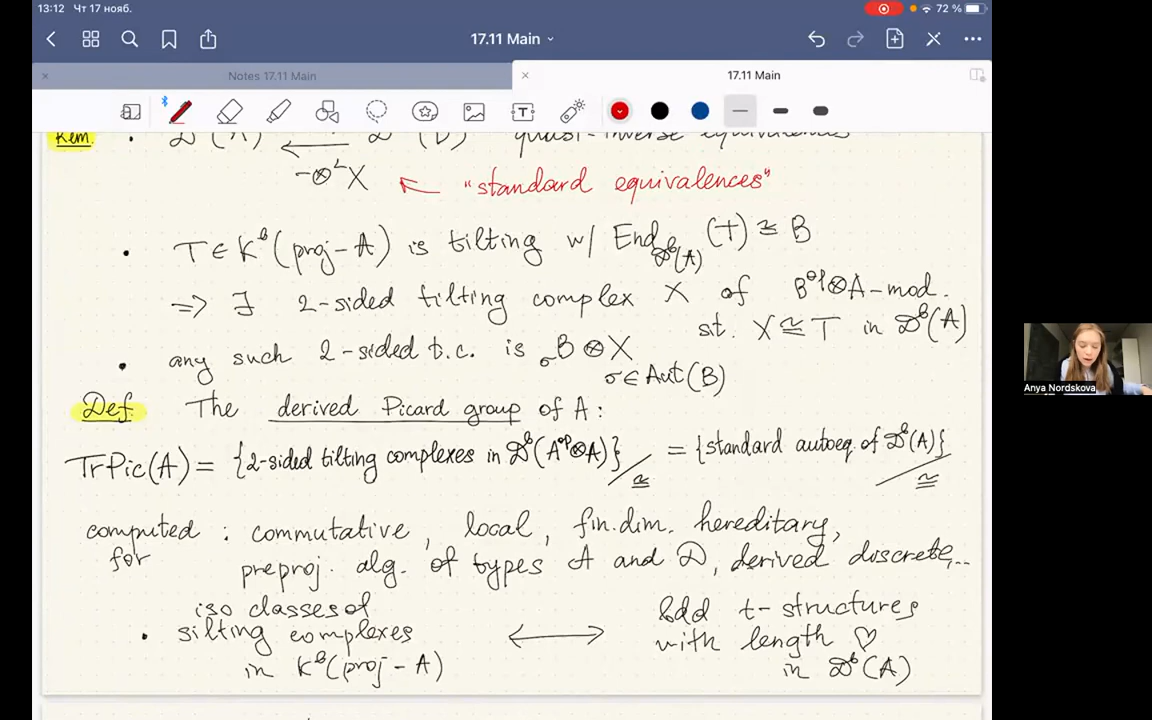 13:12 Чт 17 нояб.
72 %
17.11 Main
Notes 17.11 Main
17.11 Main
Rem.
quasi-inverse equivalences
-⊗ᴸX ← "standard equivalences"
• T ∈ Kᵇ(proj-A) is tilting w/ End_𝒟ᵇ(A) (T) ≅ B
=> ∃ 2-sided tilting complex X of Bᵒᵖ⊗A-mod.
st. X ≅ T in 𝒟ᵇ(A)
• any such 2-sided t.c. is σB ⊗ X
σ ∈ Aut(B)
Def. The derived Picard group of A:
TrPic(A) = {2-sided tilting complexes in 𝒟ᵇ(Aᵒᵖ⊗A)}/≅ = {standard autoeq. of 𝒟ᵇ(A)}/≅
computed for : commutative, local, fin.dim. hereditary,
preproj. alg. of types A and D, derived discrete,...
iso classes of
• silting complexes in Kᵇ(proj-A) ⟷ bdd t-structures with length ♡ in 𝒟ᵇ(A)
Anya Nordskova